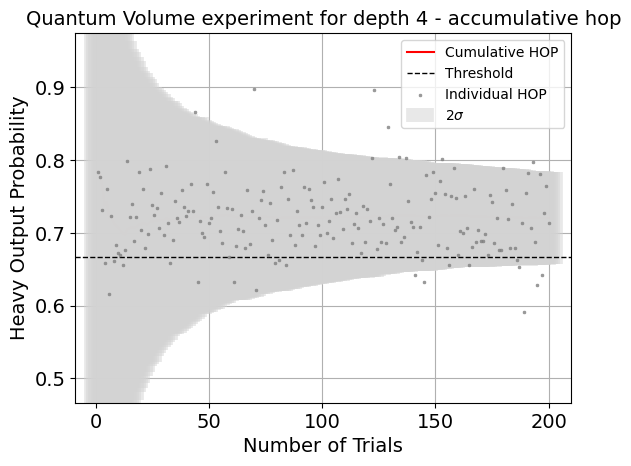 Quantum Volume experiment for depth 4 - accumulative hop
Cumulative HOP
Threshold
Individual HOP
2σ
Heavy Output Probability
0.9
0.8
0.7
0.6
0.5
0 50 100 150 200
Number of Trials